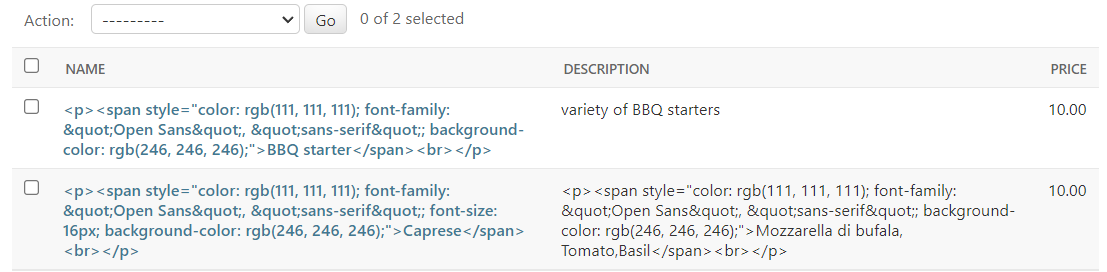 Action: --------- Go 0 of 2 selected
NAME DESCRIPTION PRICE
<p><span style="color: rgb(111, 111, 111); font-family: variety of BBQ starters 10.00
&quot;Open Sans&quot;, &quot;sans-serif&quot;; background-
color: rgb(246, 246, 246);">BBQ starter</span><br></p>
<p><span style="color: rgb(111, 111, 111); font-family:
&quot;Open Sans&quot;, &quot;sans-serif&quot;; font-size:
16px; background-color: rgb(246, 246, 246);">Caprese</span>
<br></p>
<p><span style="color: rgb(111, 111, 111); font-family:
&quot;Open Sans&quot;, &quot;sans-serif&quot;; background-
color: rgb(246, 246, 246);">Mozzarella di bufala,
Tomato,Basil</span><br></p>
10.00